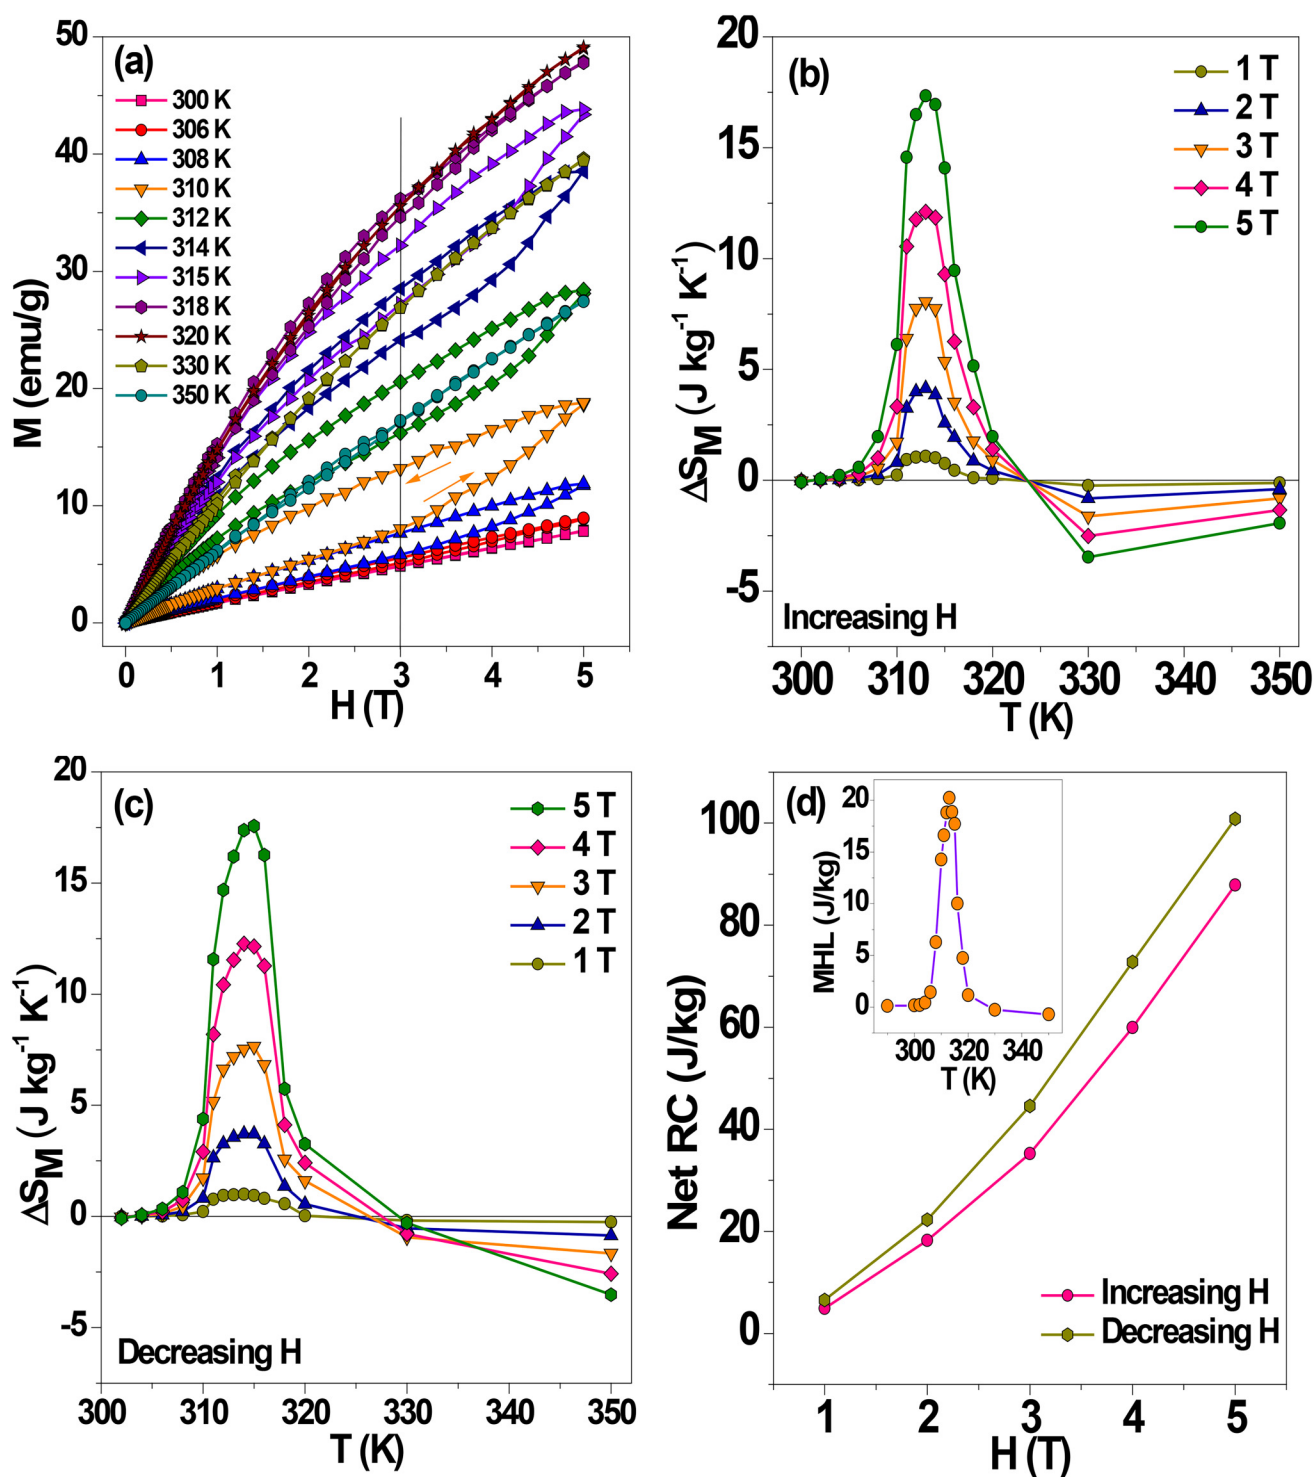 (a)
50
40
30
20
10
0
M (emu/g)
300 K
306 K
308 K
310 K
312 K
314 K
315 K
318 K
320 K
330 K
350 K
0 1 2 3 4 5
H (T)
(b)
20
15
10
5
0
-5
ΔS_M (J kg⁻¹ K⁻¹)
1 T
2 T
3 T
4 T
5 T
Increasing H
300 310 320 330 340 350
T (K)
(c)
20
15
10
5
0
-5
ΔS_M (J kg⁻¹ K⁻¹)
5 T
4 T
3 T
2 T
1 T
Decreasing H
300 310 320 330 340 350
T (K)
(d)
100
80
60
40
20
0
Net RC (J/kg)
20
15
10
5
0
MHL (J/kg)
300 320 340
T (K)
Increasing H
Decreasing H
1 2 3 4 5
H (T)